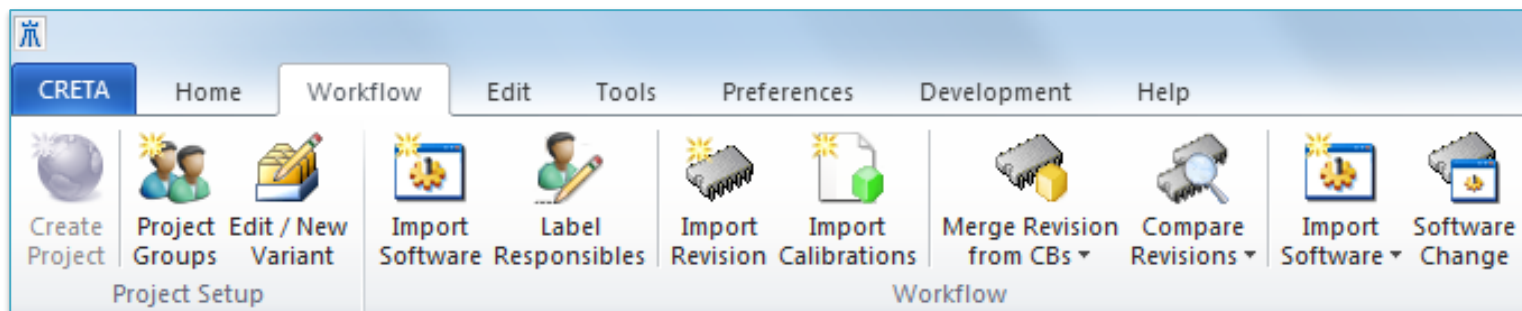 CRETA Home Workflow Edit Tools Preferences Development Help
Create Project Project Groups Edit / New Variant Import Software Label Responsibles Import Revision Import Calibrations Merge Revision from CBs Compare Revisions Import Software Software Change
Project Setup Workflow